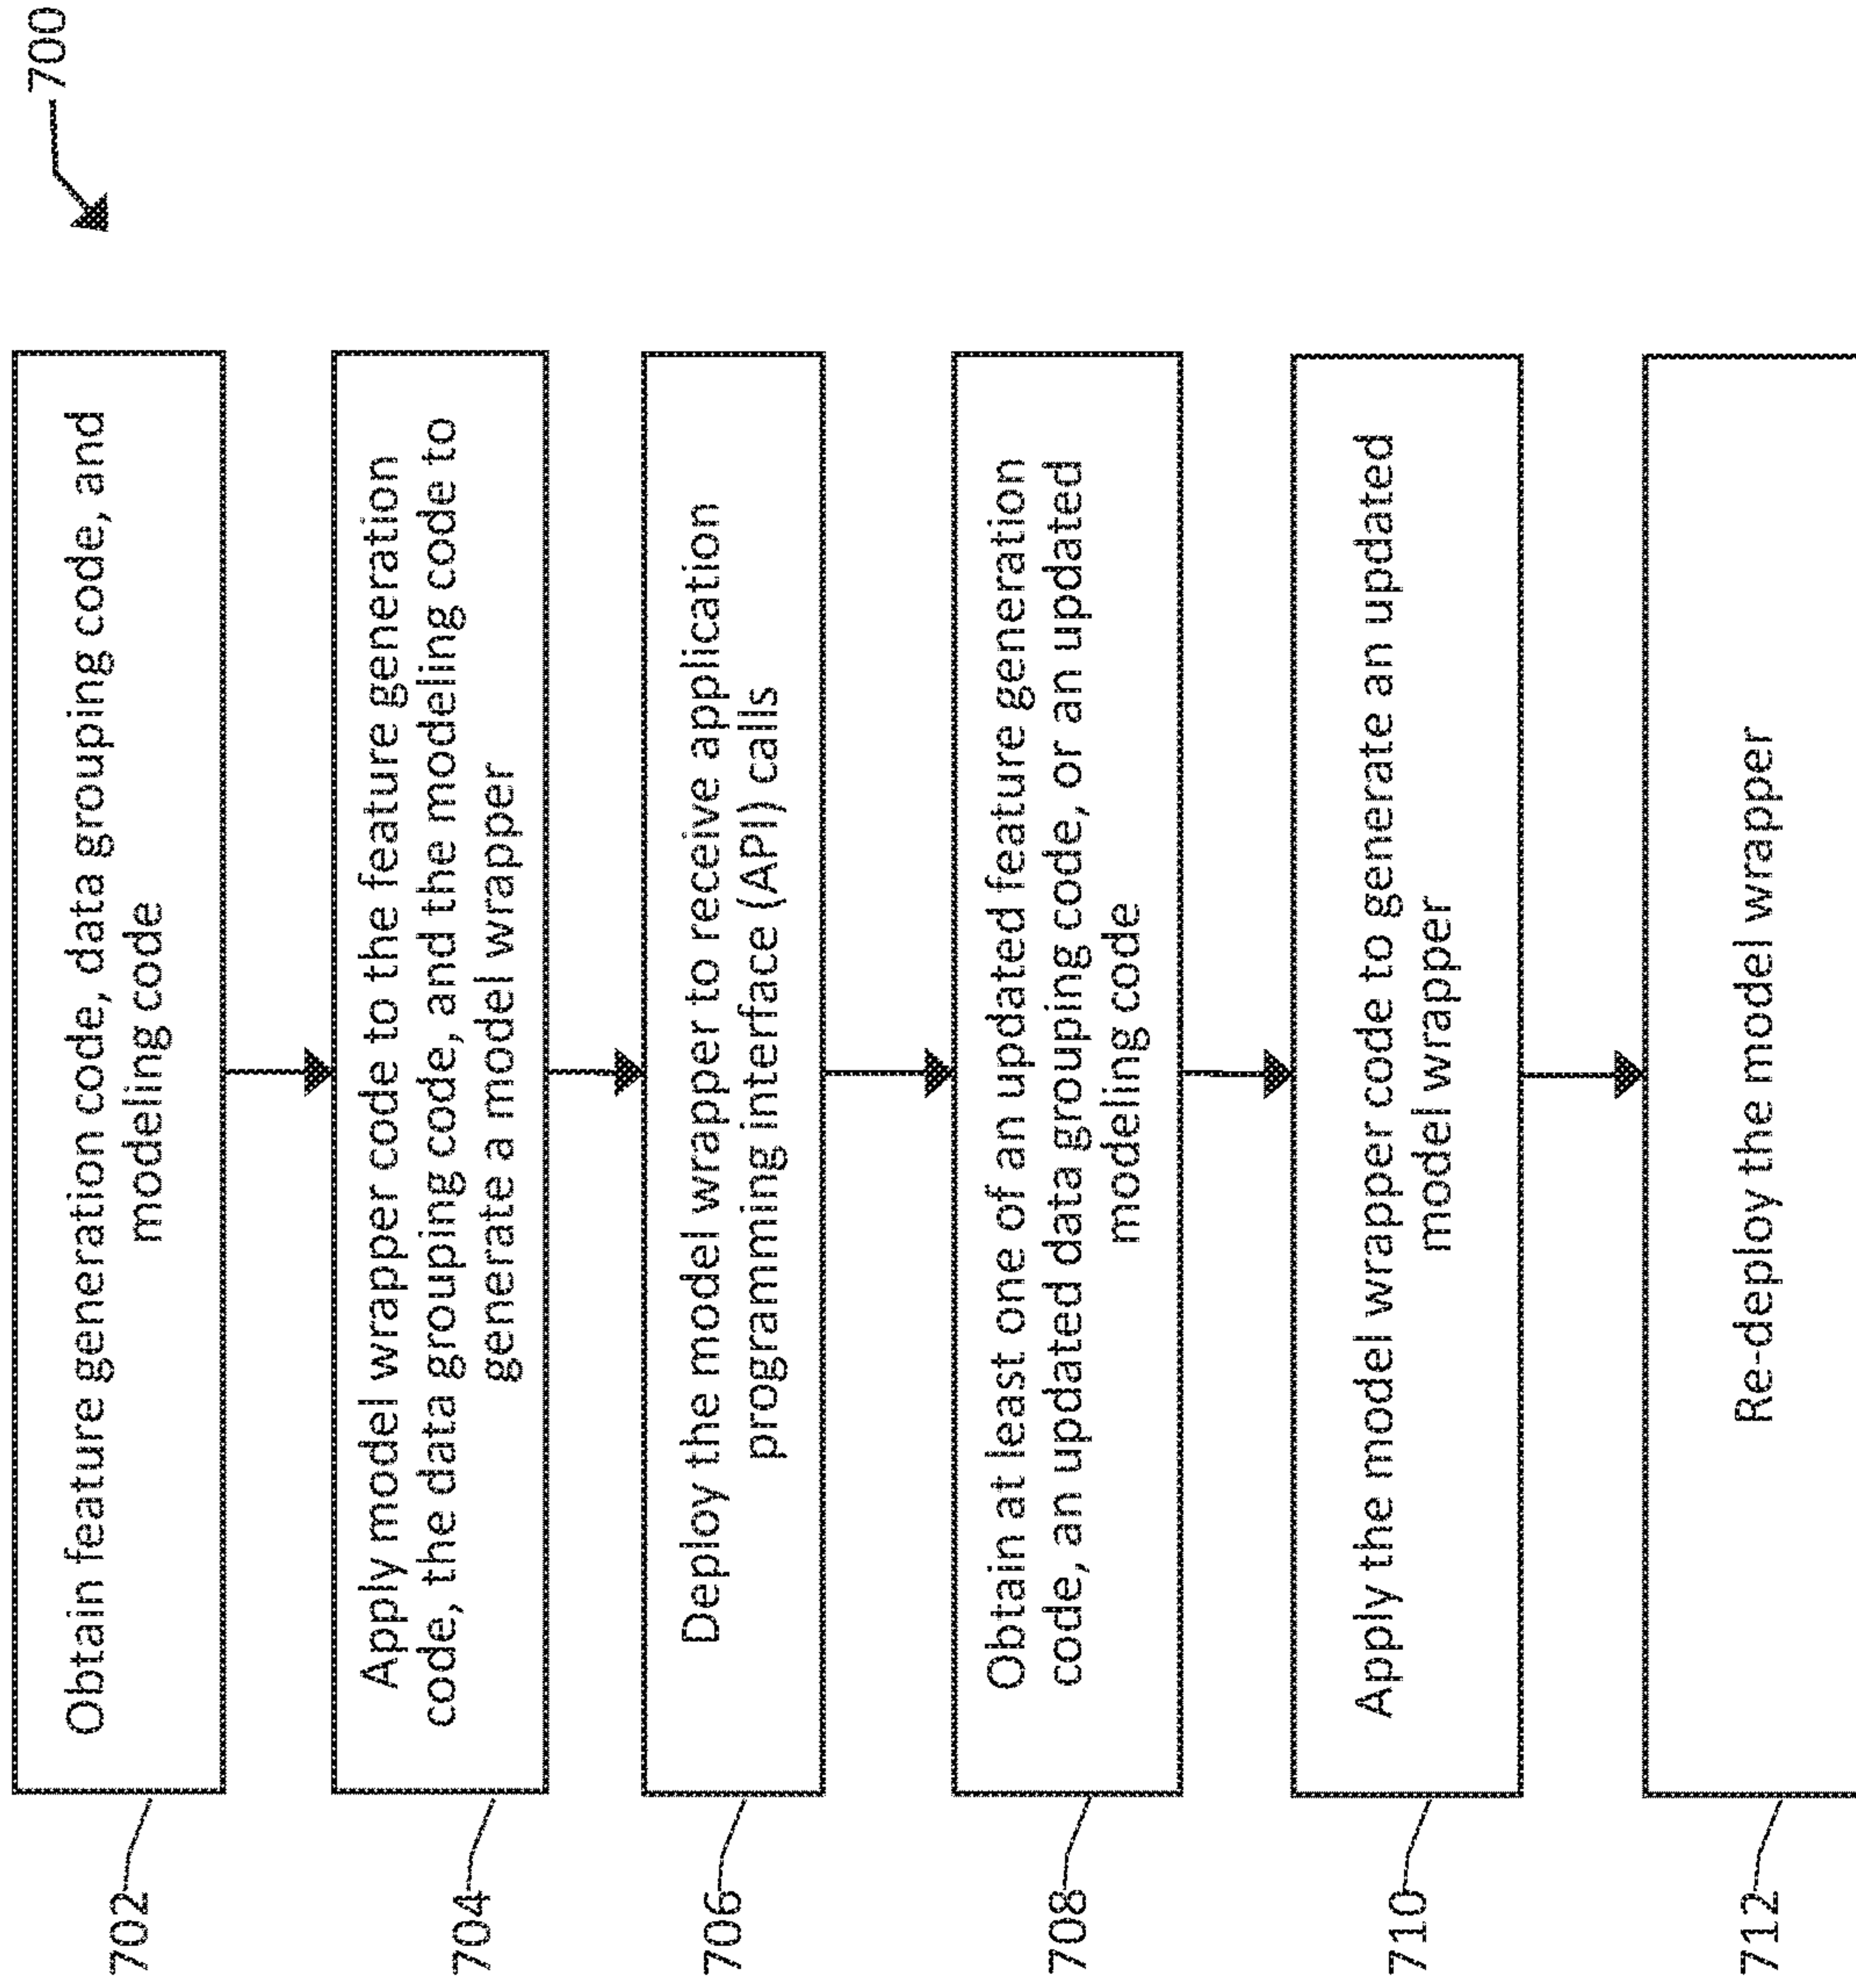 700
702
Obtain feature generation code, data grouping code, and
modeling code
704
Apply model wrapper code to the feature generation
code, the data grouping code, and the modeling code to
generate a model wrapper
706
Deploy the model wrapper to receive application
programming interface (API) calls
708
Obtain at least one of an updated feature generation
code, an updated data grouping code, or an updated
modeling code
710
Apply the model wrapper code to generate an updated
model wrapper
712
Re-deploy the model wrapper